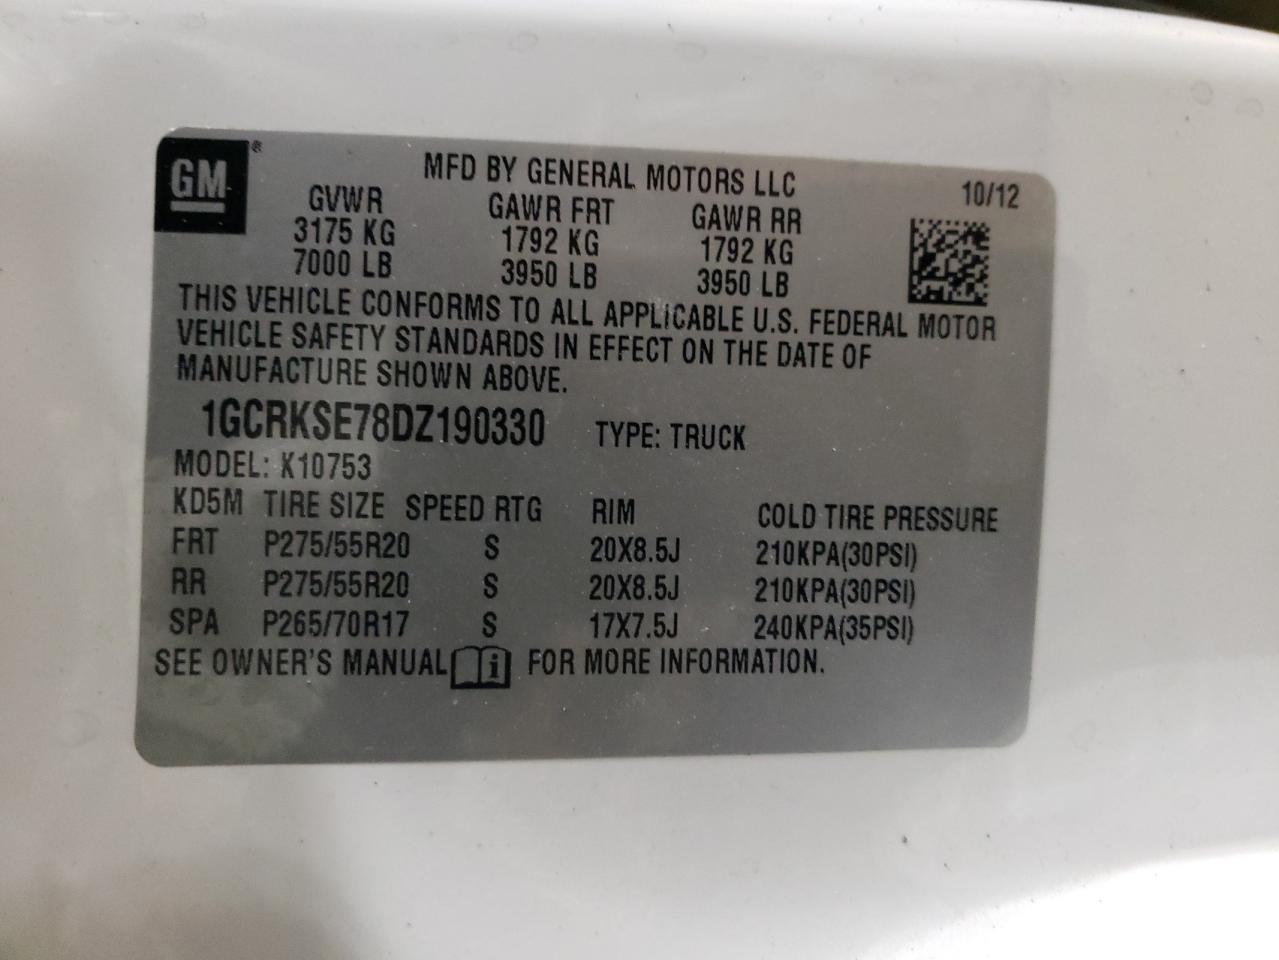 GM ®
MFD BY GENERAL MOTORS LLC 10/12
GVWR GAWR FRT GAWR RR
3175 KG 1792 KG 1792 KG
7000 LB 3950 LB 3950 LB
THIS VEHICLE CONFORMS TO ALL APPLICABLE U.S. FEDERAL MOTOR
VEHICLE SAFETY STANDARDS IN EFFECT ON THE DATE OF
MANUFACTURE SHOWN ABOVE.
1GCRKSE78DZ190330 TYPE: TRUCK
MODEL: K10753
KD5M TIRE SIZE SPEED RTG RIM COLD TIRE PRESSURE
FRT P275/55R20 S 20X8.5J 210KPA(30PSI)
RR P275/55R20 S 20X8.5J 210KPA(30PSI)
SPA P265/70R17 S 17X7.5J 240KPA(35PSI)
SEE OWNER'S MANUAL i FOR MORE INFORMATION.